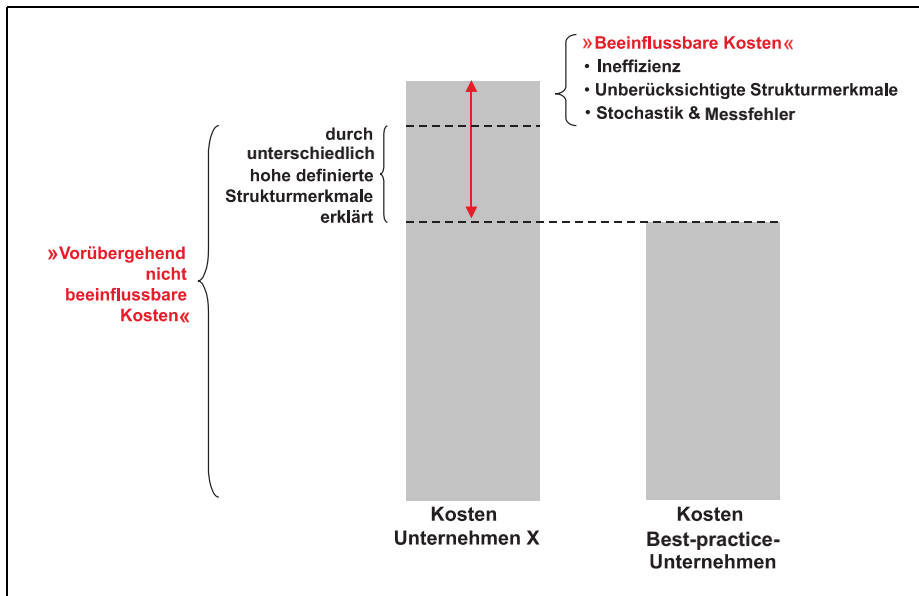 »Beeinflussbare Kosten«
• Ineffizienz
• Unberücksichtigte Strukturmerkmale
• Stochastik & Messfehler
durch
unterschiedlich
hohe definierte
Strukturmerkmale
erklärt
»Vorübergehend
nicht
beeinflussbare
Kosten«
Kosten
Unternehmen X
Kosten
Best-practice-
Unternehmen